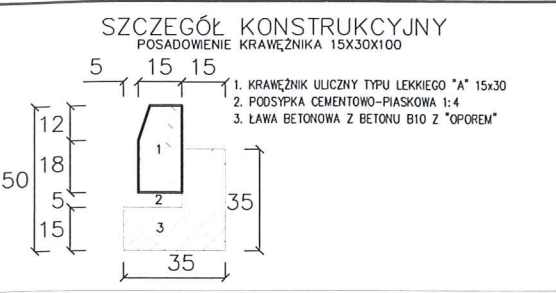 SZCZEGÓŁ KONSTRUKCYJNY
POSADOWIENIE KRAWĘŻNIKA 15X30X100
5 15 15
1. KRAWĘŻNIK ULICZNY TYPU LEKKIEGO "A" 15x30
2. PODSYPKA CEMENTOWO-PIASKOWA 1:4
3. ŁAWA BETONOWA Z BETONU B10 Z "OPOREM"
12
1
18
50
5
2
35
15
3
35